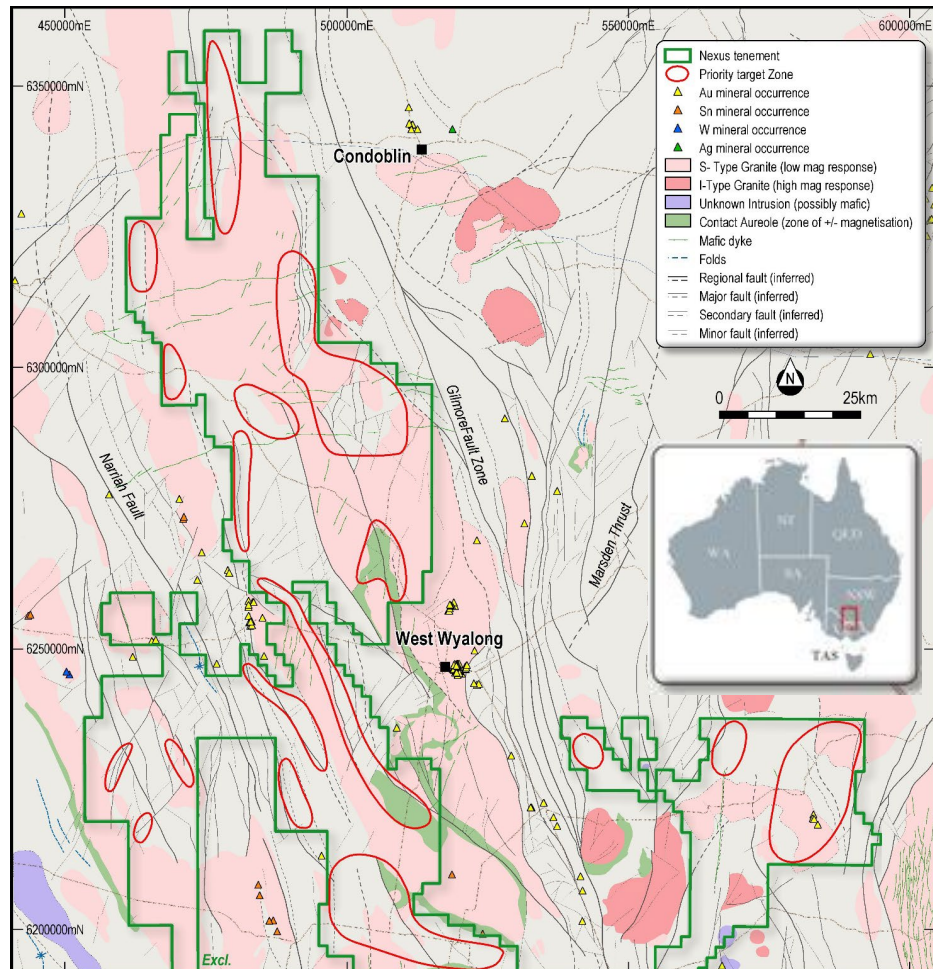 450000mE
500000mE
550000mE
600000mE
6350000mN
6300000mN
6250000mN
6200000mN
Nexus tenement
Priority target Zone
Au mineral occurrence
Sn mineral occurrence
W mineral occurrence
Ag mineral occurrence
S- Type Granite (low mag response)
I-Type Granite (high mag response)
Unknown Intrusion (possibly mafic)
Contact Aureole (zone of +/- magnetisation)
Mafic dyke
Folds
Regional fault (inferred)
Major fault (inferred)
Secondary fault (inferred)
Minor fault (inferred)
N
0
25km
Condoblin
GilmoreFault Zone
Narriah Fault
Marsden Thrust
West Wyalong
WA
NT
QLD
SA
NSW
TAS
Excl.